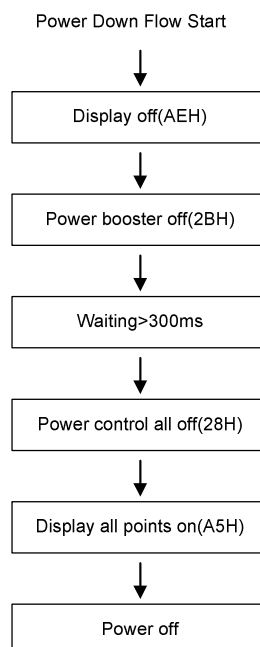 Power Down Flow Start
Display off(AEH)
Power booster off(2BH)
Waiting>300ms
Power control all off(28H)
Display all points on(A5H)
Power off